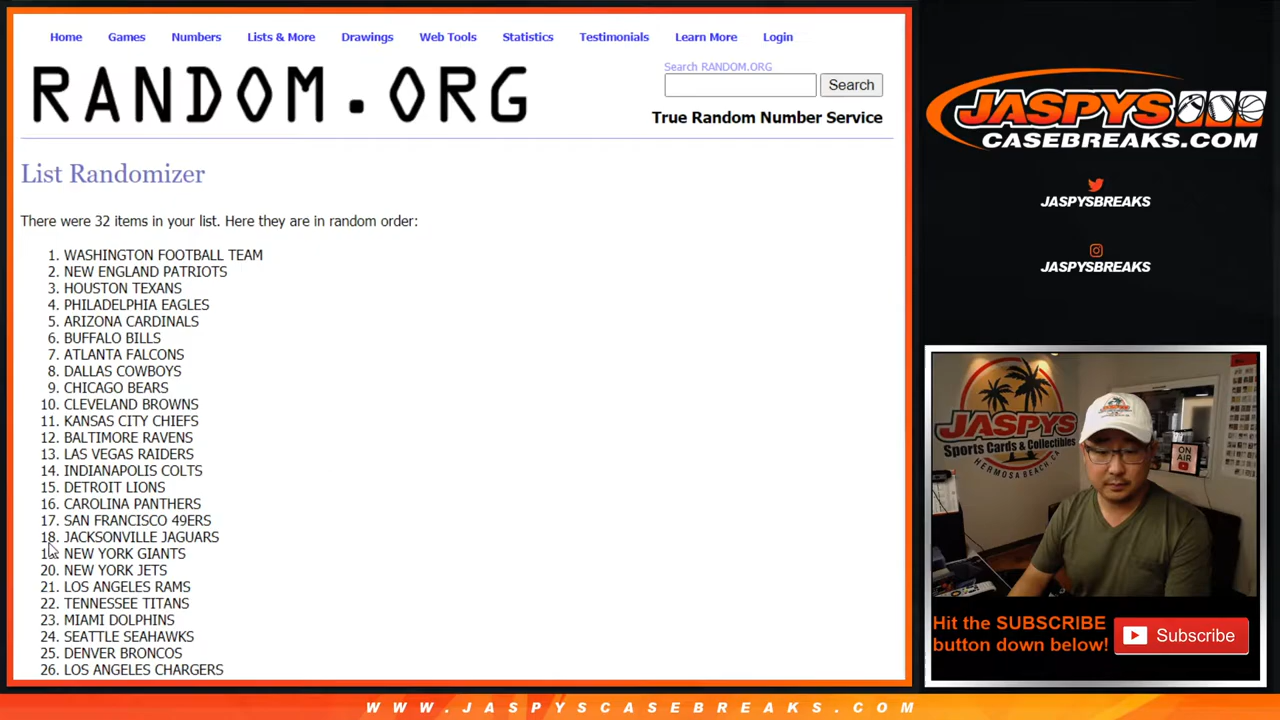 Home Games Numbers Lists & More Drawings Web Tools Statistics Testimonials Learn More Login
RANDOM.ORG
Search RANDOM.ORG
Search
True Random Number Service
List Randomizer
There were 32 items in your list. Here they are in random order:
1. WASHINGTON FOOTBALL TEAM
2. NEW ENGLAND PATRIOTS
3. HOUSTON TEXANS
4. PHILADELPHIA EAGLES
5. ARIZONA CARDINALS
6. BUFFALO BILLS
7. ATLANTA FALCONS
8. DALLAS COWBOYS
9. CHICAGO BEARS
10. CLEVELAND BROWNS
11. KANSAS CITY CHIEFS
12. BALTIMORE RAVENS
13. LAS VEGAS RAIDERS
14. INDIANAPOLIS COLTS
15. DETROIT LIONS
16. CAROLINA PANTHERS
17. SAN FRANCISCO 49ERS
18. JACKSONVILLE JAGUARS
19. NEW YORK GIANTS
20. NEW YORK JETS
21. LOS ANGELES RAMS
22. TENNESSEE TITANS
23. MIAMI DOLPHINS
24. SEATTLE SEAHAWKS
25. DENVER BRONCOS
26. LOS ANGELES CHARGERS
JASPYS
CASEBREAKS.COM
JASPYSBREAKS
JASPYSBREAKS
JASPYS
Sports Cards & Collectibles
HERMOSA BEACH, CA
ON AIR
Hit the SUBSCRIBE
button down below!
Subscribe
WWW.JASPYSCASEBREAKS.COM